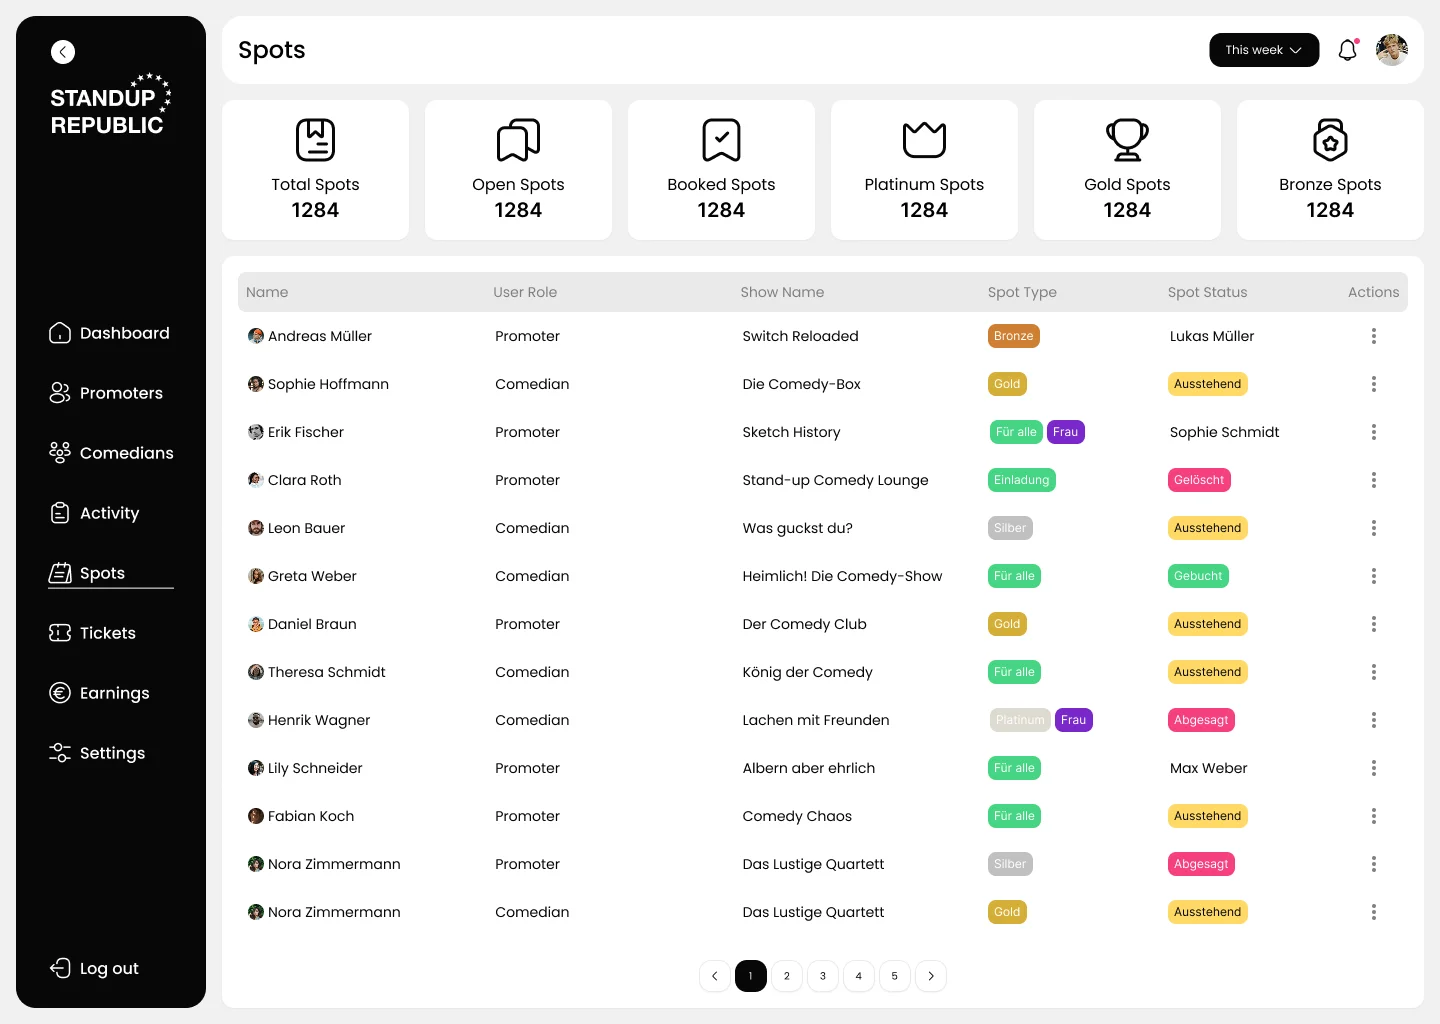 STANDUP
REPUBLIC
Dashboard
Promoters
Comedians
Activity
Spots
Tickets
Earnings
Settings
Log out
Spots
This week
Total Spots
1284
Open Spots
1284
Booked Spots
1284
Platinum Spots
1284
Gold Spots
1284
Bronze Spots
1284
Name User Role Show Name Spot Type Spot Status Actions
Andreas Müller Promoter Switch Reloaded Bronze Lukas Müller
Sophie Hoffmann Comedian Die Comedy-Box Gold Ausstehend
Erik Fischer Promoter Sketch History Für alle Frau Sophie Schmidt
Clara Roth Promoter Stand-up Comedy Lounge Einladung Gelöscht
Leon Bauer Comedian Was guckst du? Silber Ausstehend
Greta Weber Comedian Heimlich! Die Comedy-Show Für alle Gebucht
Daniel Braun Promoter Der Comedy Club Gold Ausstehend
Theresa Schmidt Comedian König der Comedy Für alle Ausstehend
Henrik Wagner Comedian Lachen mit Freunden Platinum Frau Abgesagt
Lily Schneider Promoter Albern aber ehrlich Für alle Max Weber
Fabian Koch Promoter Comedy Chaos Für alle Ausstehend
Nora Zimmermann Promoter Das Lustige Quartett Silber Abgesagt
Nora Zimmermann Comedian Das Lustige Quartett Gold Ausstehend
1 2 3 4 5